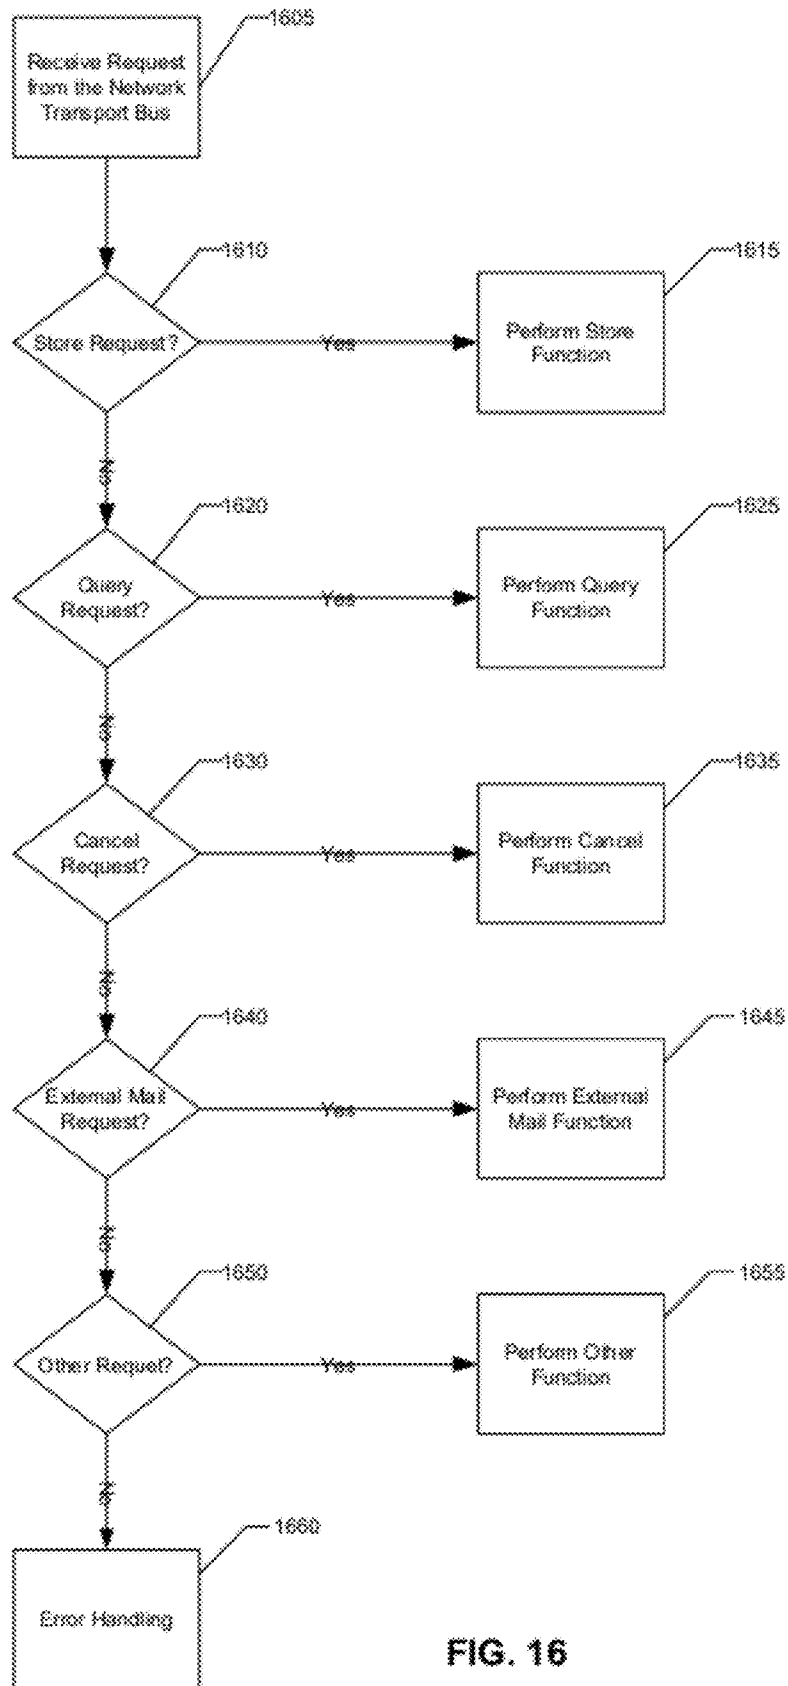 1605
Receive Request
from the Network
Transport Bus
1610
Store Request?
Yes
1615
Perform Store
Function
No
1620
Query
Request?
Yes
1625
Perform Query
Function
No
1630
Cancel
Request?
Yes
1635
Perform Cancel
Function
No
1640
External Mail
Request?
Yes
1645
Perform External
Mail Function
No
1650
Other Requet?
Yes
1655
Perform Other
Function
No
1660
Error Handling
FIG. 16